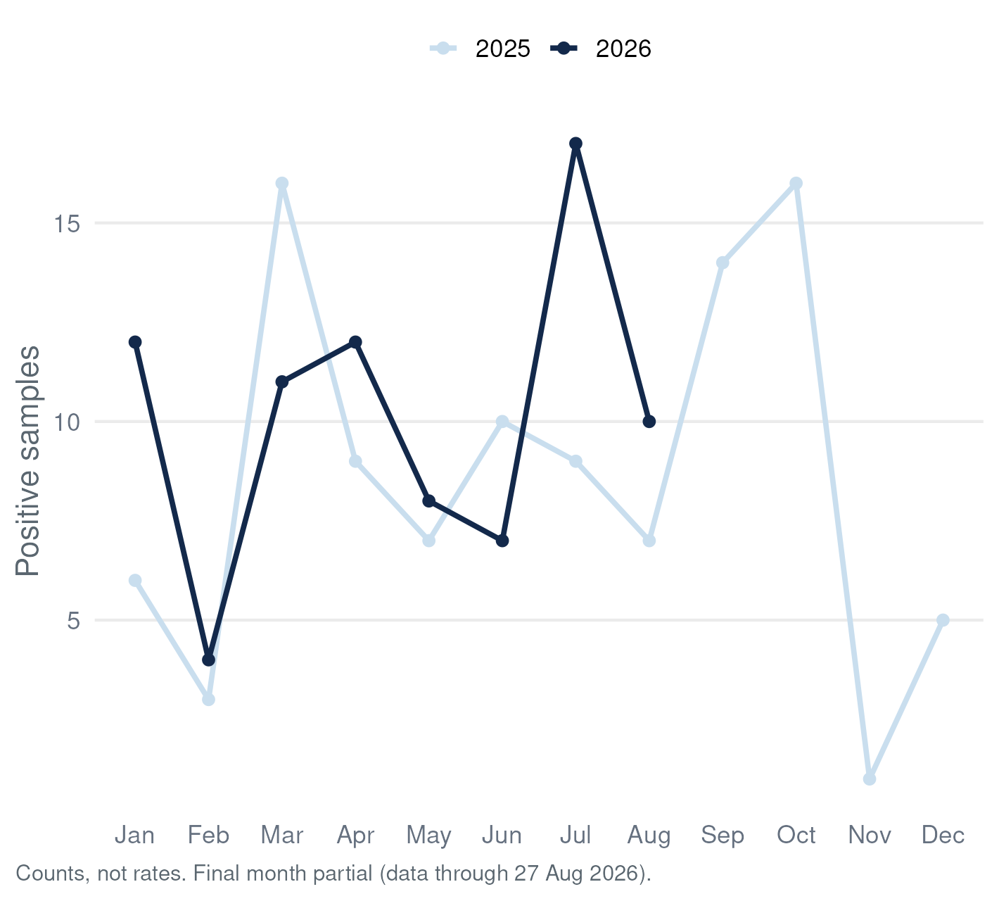 2025 2026
15
10
5
Positive samples
Jan Feb Mar Apr May Jun Jul Aug Sep Oct Nov Dec
Counts, not rates. Final month partial (data through 27 Aug 2026).